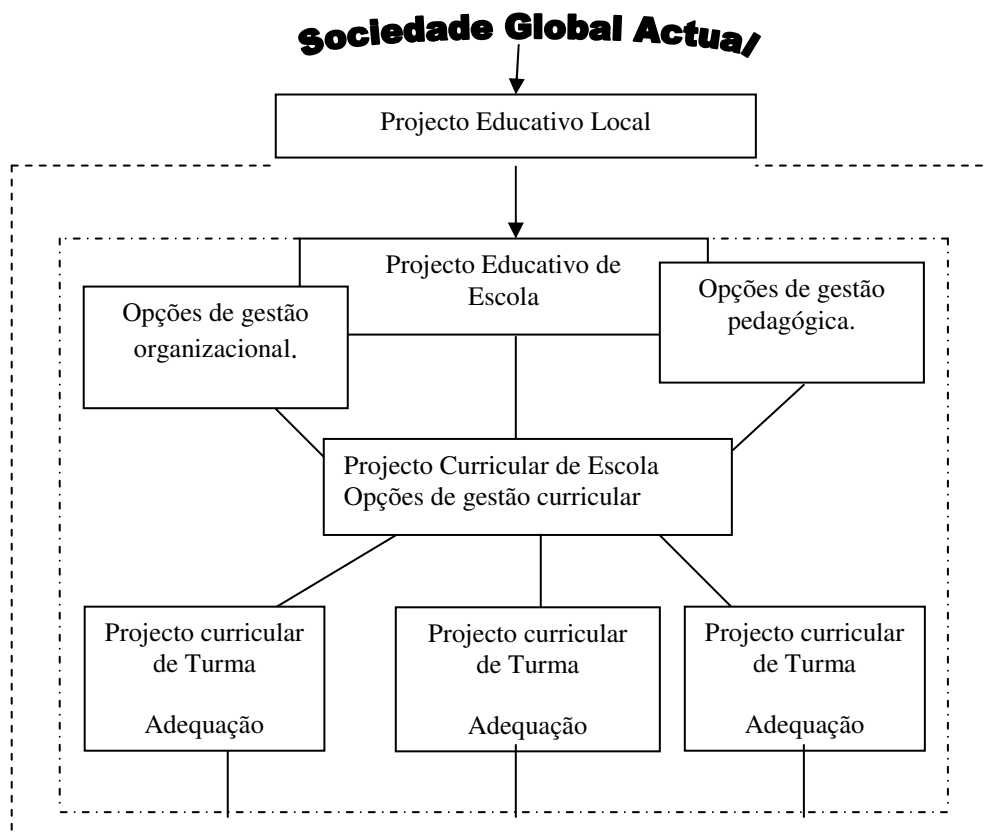 Sociedade Global Actual
Projecto Educativo Local
Projecto Educativo de
Escola
Opções de gestão
organizacional.
Opções de gestão
pedagógica.
Projecto Curricular de Escola
Opções de gestão curricular
Projecto curricular
de Turma
Adequação
Projecto curricular
de Turma
Adequação
Projecto curricular
de Turma
Adequação